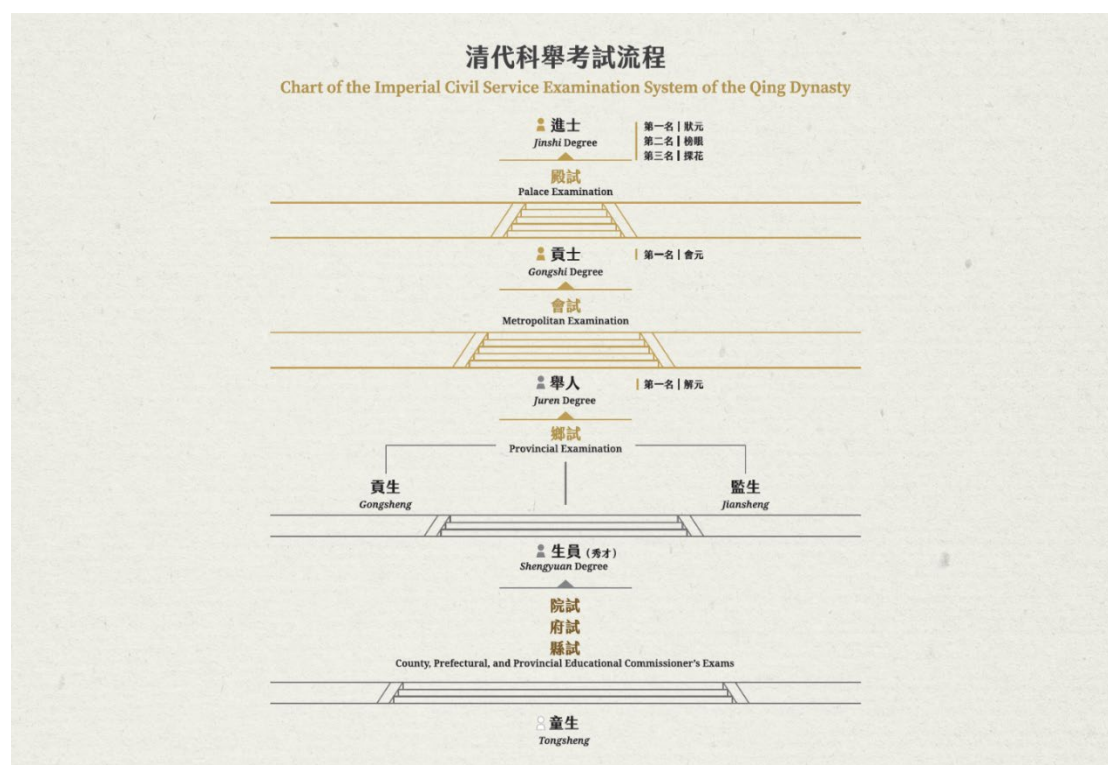 清代科舉考試流程
Chart of the Imperial Civil Service Examination System of the Qing Dynasty
進士
Jinshi Degree
第一名 | 狀元
第二名 | 榜眼
第三名 | 探花
殿試
Palace Examination
貢士
Gongshi Degree
第一名 | 會元
會試
Metropolitan Examination
舉人
Juren Degree
第一名 | 解元
鄉試
Provincial Examination
貢生
Gongsheng
監生
Jiansheng
生員（秀才）
Shengyuan Degree
院試
府試
縣試
County, Prefectural, and Provincial Educational Commissioner's Exams
童生
Tongsheng